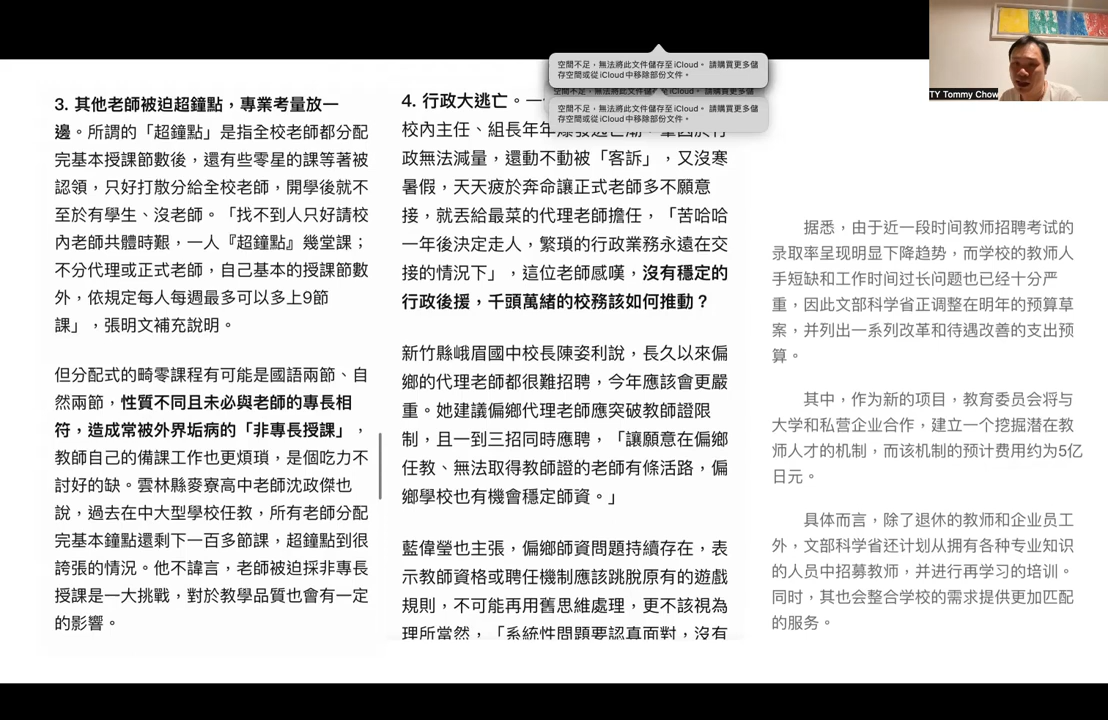 空間不足，無法將此文件儲存至 iCloud。 請購買更多儲
存空間或從 iCloud 中移除部份文件。
空間不足，無法將此文件儲存至 iCloud。 請購買更多儲
存空間或從 iCloud 中移除部份文件。
TY Tommy Chow
3. 其他老師被迫超鐘點，專業考量放一
邊。所謂的「超鐘點」是指全校老師都分配
完基本授課節數後，還有些零星的課等著被
認領，只好打散分給全校老師，開學後就不
至於有學生、沒老師。「找不到人只好請校
內老師共體時艱，一人『超鐘點』幾堂課；
不分代理或正式老師，自己基本的授課節數
外，依規定每人每週最多可以多上9節
課」，張明文補充說明。
但分配式的畸零課程有可能是國語兩節、自
然兩節，性質不同且未必與老師的專長相
符，造成常被外界垢病的「非專長授課」，
教師自己的備課工作也更煩瑣，是個吃力不
討好的缺。雲林縣麥寮高中老師沈政傑也
說，過去在中大型學校任教，所有老師分配
完基本鐘點還剩下一百多節課，超鐘點到很
誇張的情況。他不諱言，老師被迫採非專長
授課是一大挑戰，對於教學品質也會有一定
的影響。
4. 行政大逃亡。一
校內主任、組長年年爆發逃亡潮，
政無法減量，還動不動被「客訴」，又沒寒
暑假，天天疲於奔命讓正式老師多不願意
接，就丟給最菜的代理老師擔任，「苦哈哈
一年後決定走人，繁瑣的行政業務永遠在交
接的情況下」，這位老師感嘆，沒有穩定的
行政後援，千頭萬緒的校務該如何推動？
新竹縣峨眉國中校長陳姿利說，長久以來偏
鄉的代理老師都很難招聘，今年應該會更嚴
重。她建議偏鄉代理老師應突破教師證限
制，且一到三招同時應聘，「讓願意在偏鄉
任教、無法取得教師證的老師有條活路，偏
鄉學校也有機會穩定師資。」
藍偉瑩也主張，偏鄉師資問題持續存在，表
示教師資格或聘任機制應該跳脫原有的遊戲
規則，不可能再用舊思維處理，更不該視為
理所當然，「系統性問題要認真面對，沒有
据悉，由于近一段时间教师招聘考试的
录取率呈现明显下降趋势，而学校的教师人
手短缺和工作时间过长问题也已经十分严
重，因此文部科学省正调整在明年的预算草
案，并列出一系列改革和待遇改善的支出预
算。
其中，作为新的项目，教育委员会将与
大学和私营企业合作，建立一个挖掘潜在教
师人才的机制，而该机制的预计费用约为5亿
日元。
具体而言，除了退休的教师和企业员工
外，文部科学省还计划从拥有各种专业知识
的人员中招募教师，并进行再学习的培训。
同时，其也会整合学校的需求提供更加匹配
的服务。